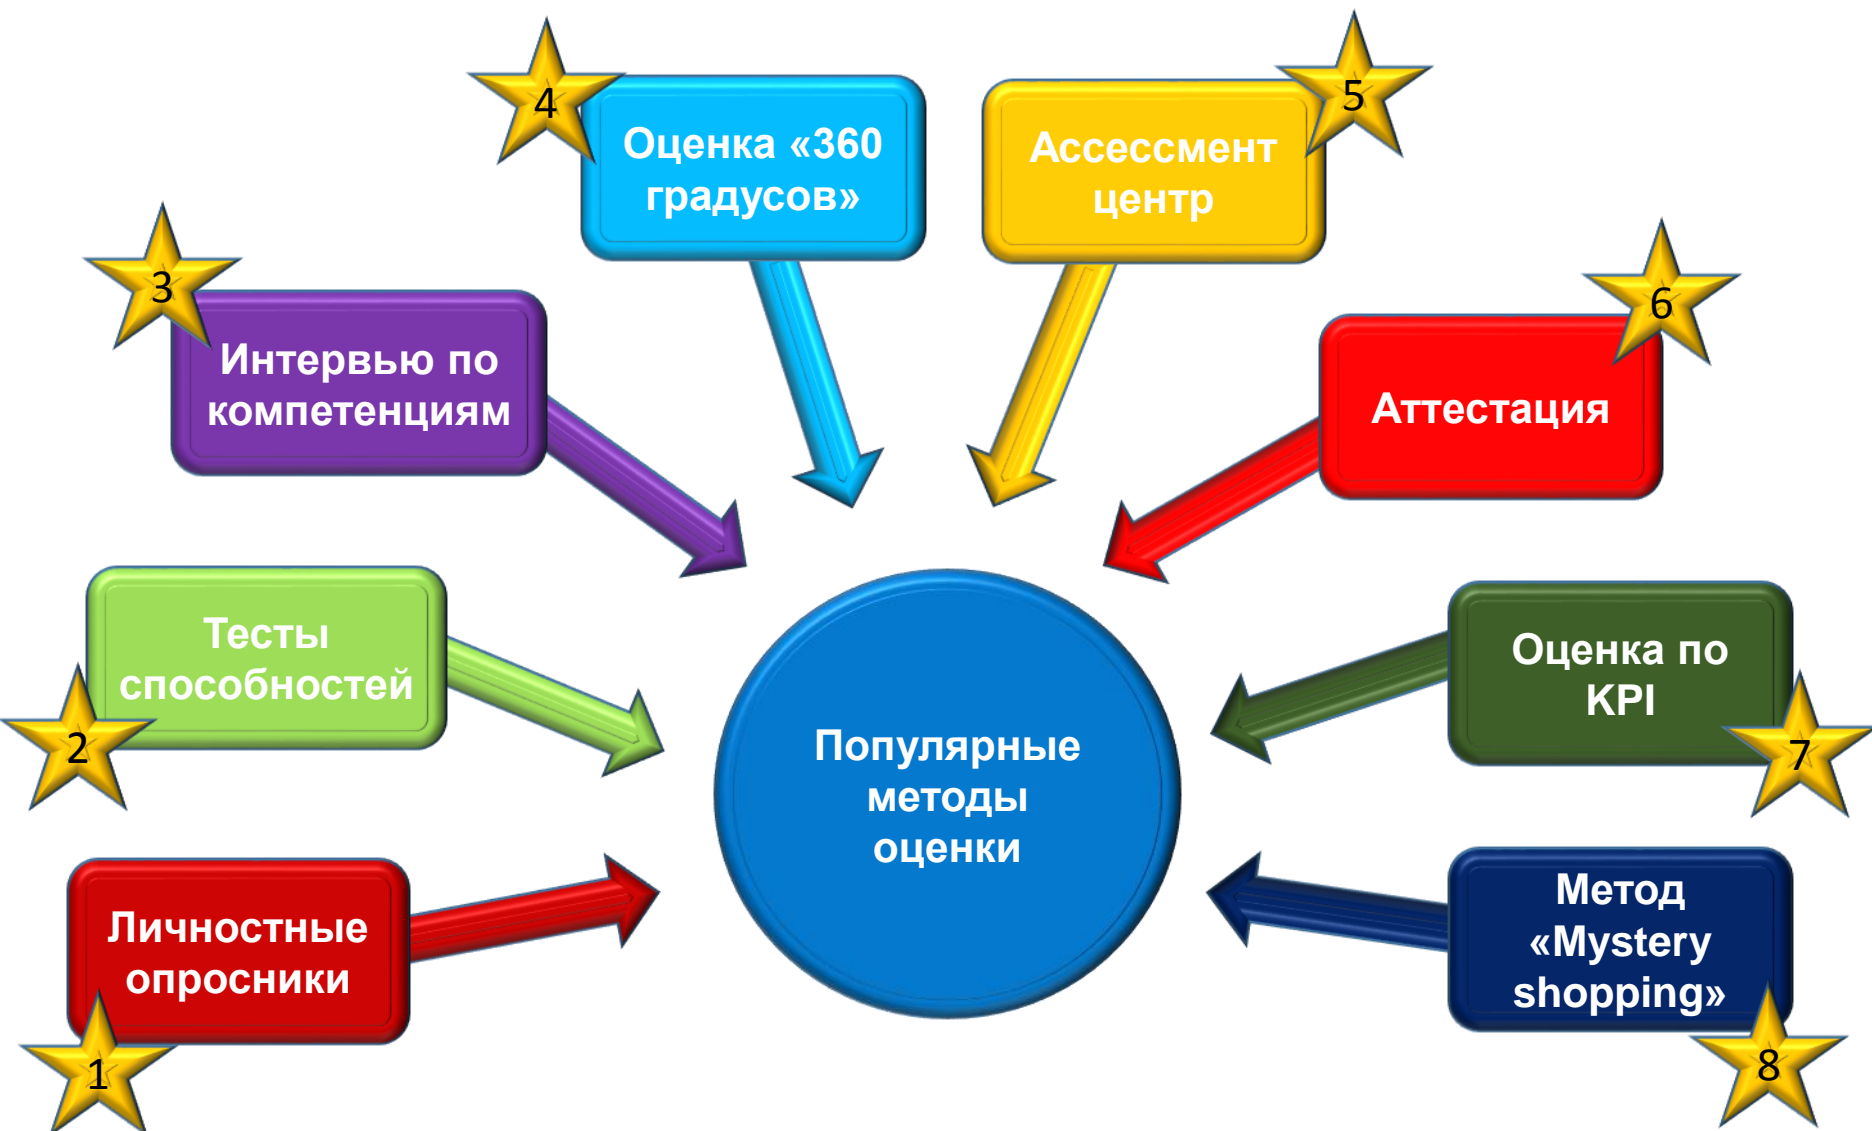 4
Оценка «360
градусов»
5
Ассессмент
центр
3
Интервью по
компетенциям
6
Аттестация
2
Тесты
способностей
Оценка по
KPI
7
Популярные
методы
оценки
1
Личностные
опросники
Метод
«Mystery
shopping»
8